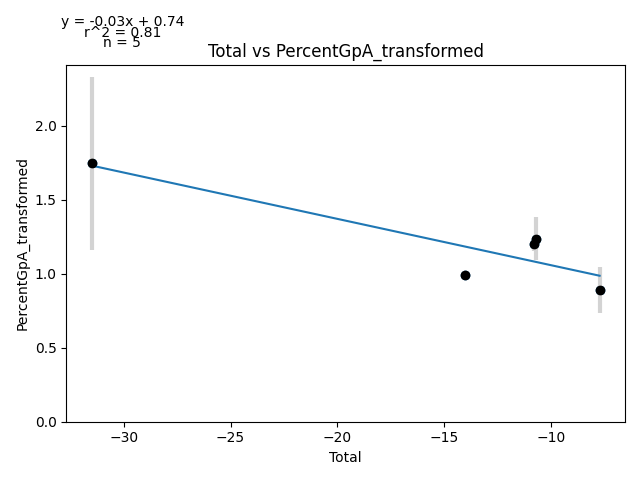 y = -0.03x + 0.74
r^2 = 0.81
n = 5
Total vs PercentGpA_transformed
PercentGpA_transformed
2.0
1.5
1.0
0.5
0.0
−30
−25
−20
−15
−10
Total